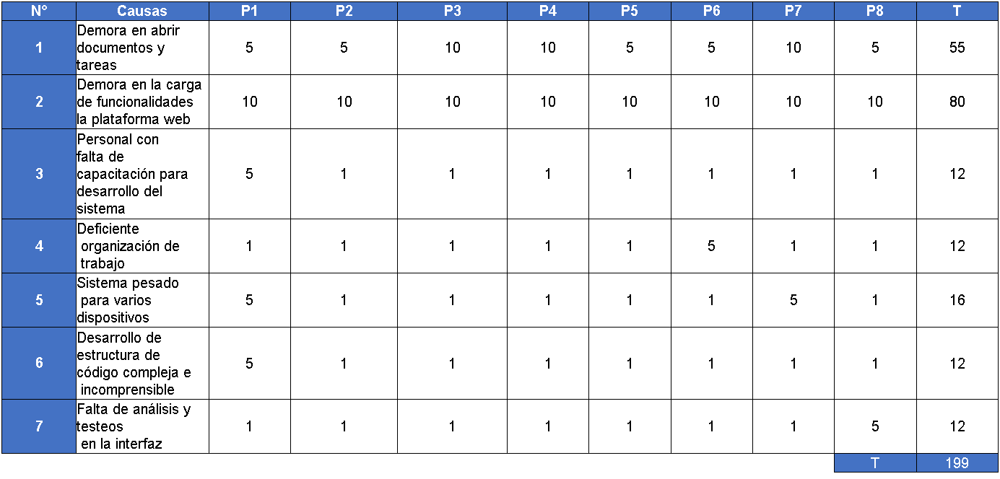 N° Causas P1 P2 P3 P4 P5 P6 P7 P8 T
Demora en abrir
1 documentos y 5 5 10 10 5 5 10 5 55
tareas
Demora en la carga
2 de funcionalidades 10 10 10 10 10 10 10 10 80
la plataforma web
Personal con
falta de
3 capacitación para 5 1 1 1 1 1 1 1 12
desarrollo del
sistema
Deficiente
4 organización de 1 1 1 1 1 5 1 1 12
trabajo
Sistema pesado
5 para varios 5 1 1 1 1 1 5 1 16
dispositivos
Desarrollo de
estructura de
6 código compleja e 5 1 1 1 1 1 1 1 12
incomprensible
Falta de análisis y
7 testeos 1 1 1 1 1 1 1 5 12
en la interfaz
T 199